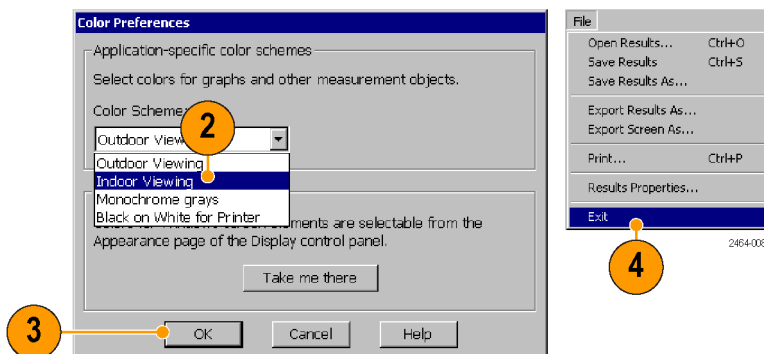 Color Preferences
Application-specific color schemes
Select colors for graphs and other measurement objects.
Color Scheme:
2
Outdoor View
Outdoor Viewing
Indoor Viewing
Monochrome grays
Black on White for Printer
are selectable from the
Appearance page of the Display control panel.
Take me there
3
OK
Cancel
Help
File
Open Results... Ctrl+O
Save Results Ctrl+S
Save Results As...
Export Results As...
Export Screen As...
Print... Ctrl+P
Results Properties...
Exit
2464-008
4